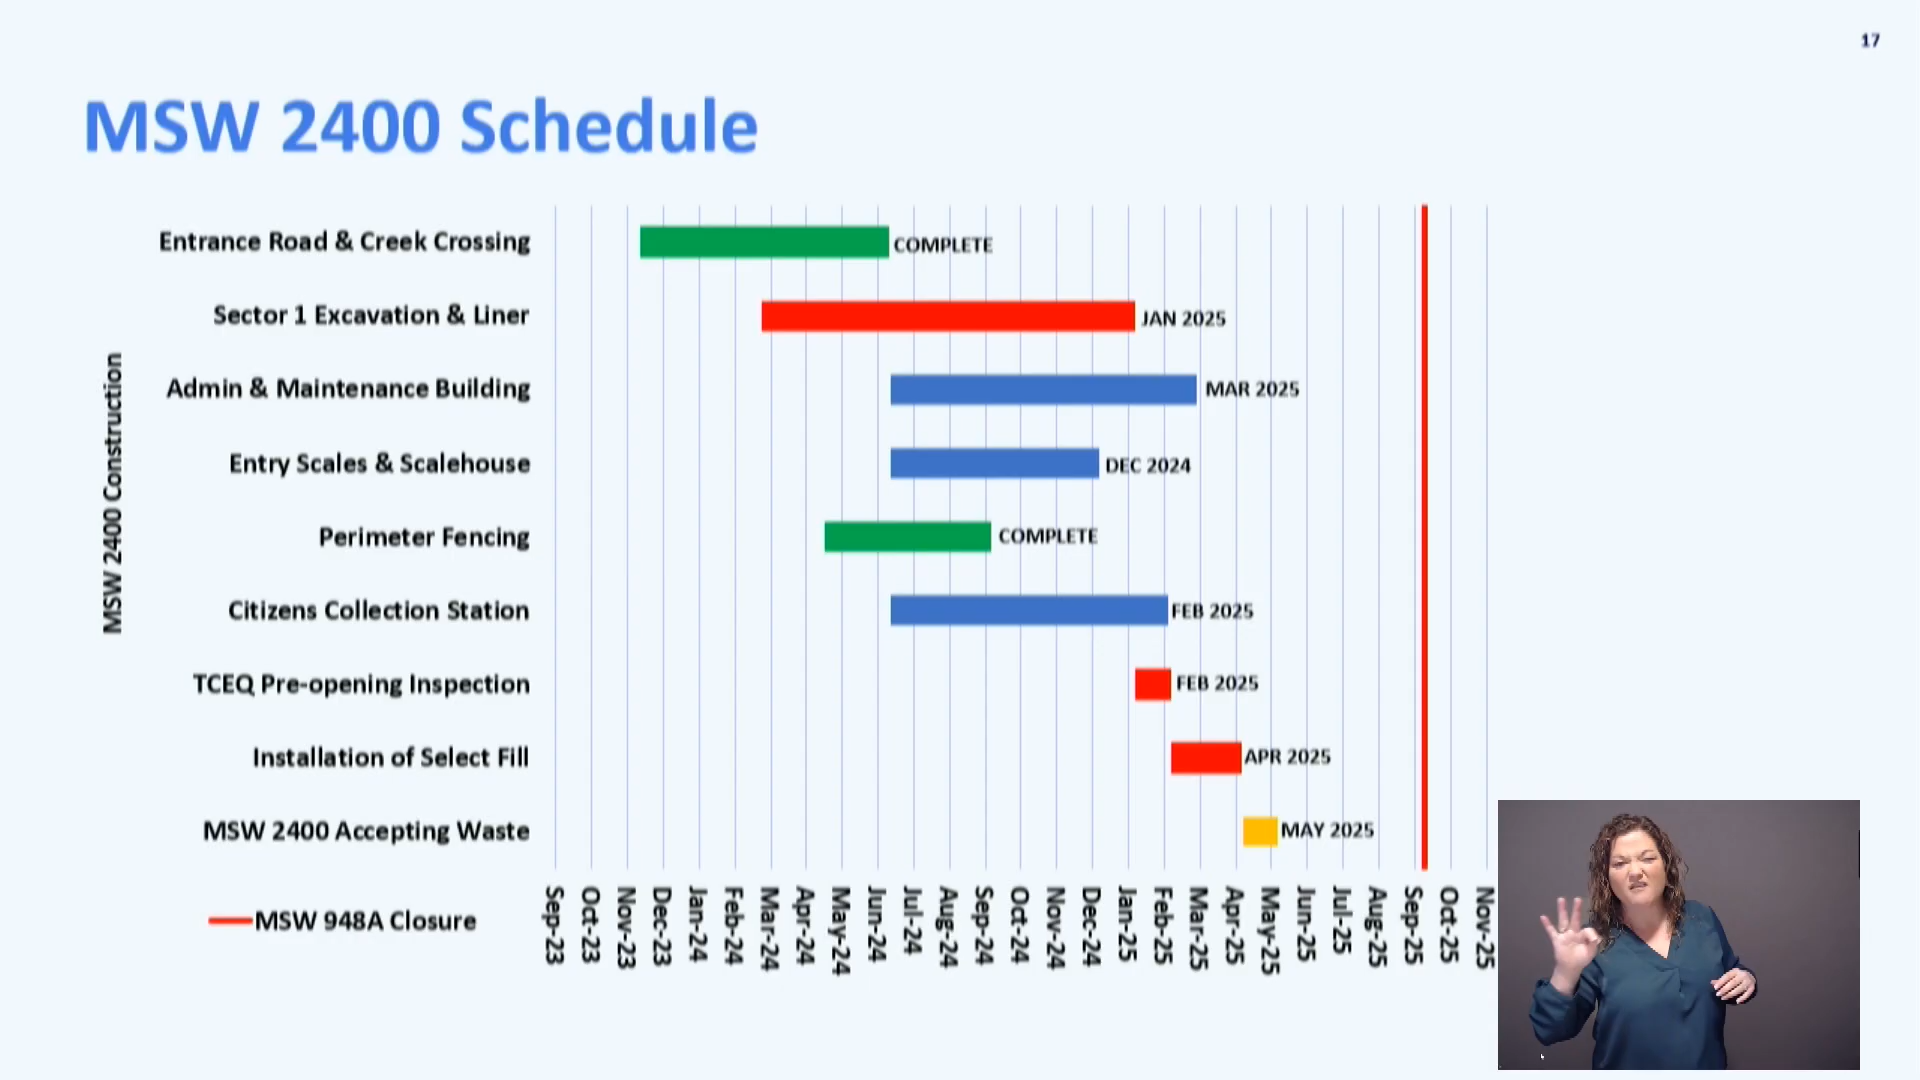 17
MSW 2400 Schedule
MSW 2400 Construction
Entrance Road & Creek Crossing
COMPLETE
Sector 1 Excavation & Liner
JAN 2025
Admin & Maintenance Building
MAR 2025
Entry Scales & Scalehouse
DEC 2024
Perimeter Fencing
COMPLETE
Citizens Collection Station
FEB 2025
TCEQ Pre-opening Inspection
FEB 2025
Installation of Select Fill
APR 2025
MSW 2400 Accepting Waste
MAY 2025
Sep-23
Oct-23
Nov-23
Dec-23
Jan-24
Feb-24
Mar-24
Apr-24
May-24
Jun-24
Jul-24
Aug-24
Sep-24
Oct-24
Nov-24
Dec-24
Jan-25
Feb-25
Mar-25
Apr-25
May-25
Jun-25
Jul-25
Aug-25
Sep-25
Oct-25
Nov-25
MSW 948A Closure